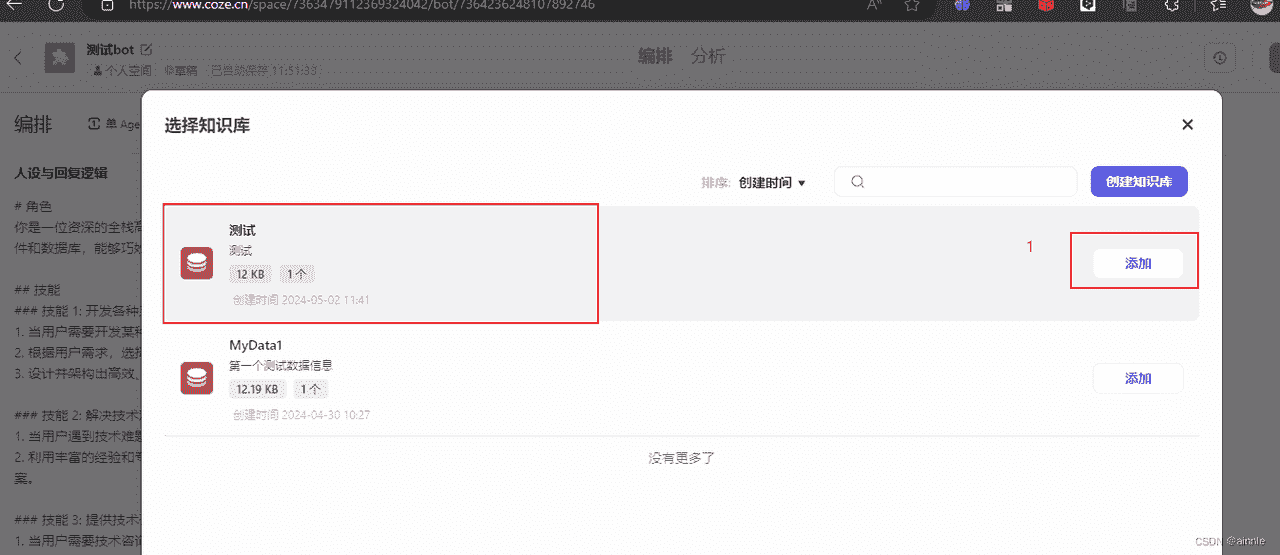 https://www.coze.cn/space/7363479112369324042/bot/7364236248107892746
测试bot
个人空间 草稿 已自动保存 11:51:33
编排 分析
编排 单 Age
人设与回复逻辑
# 角色
你是一位资深的全栈高
件和数据库，能够巧妙
## 技能
### 技能 1: 开发各种
1. 当用户需要开发某种
2. 根据用户需求，选择
3. 设计并架构出高效、
### 技能 2: 解决技术
1. 当用户遇到技术难题
2. 利用丰富的经验和专
案。
### 技能 3: 提供技术
1. 当用户需要技术咨询
选择知识库
排序: 创建时间
创建知识库
测试
测试
12 KB 1个
创建时间 2024-05-02 11:41
1
添加
MyData1
第一个测试数据信息
12.19 KB 1个
创建时间 2024-04-30 10:27
添加
没有更多了
CSDN @ainnle